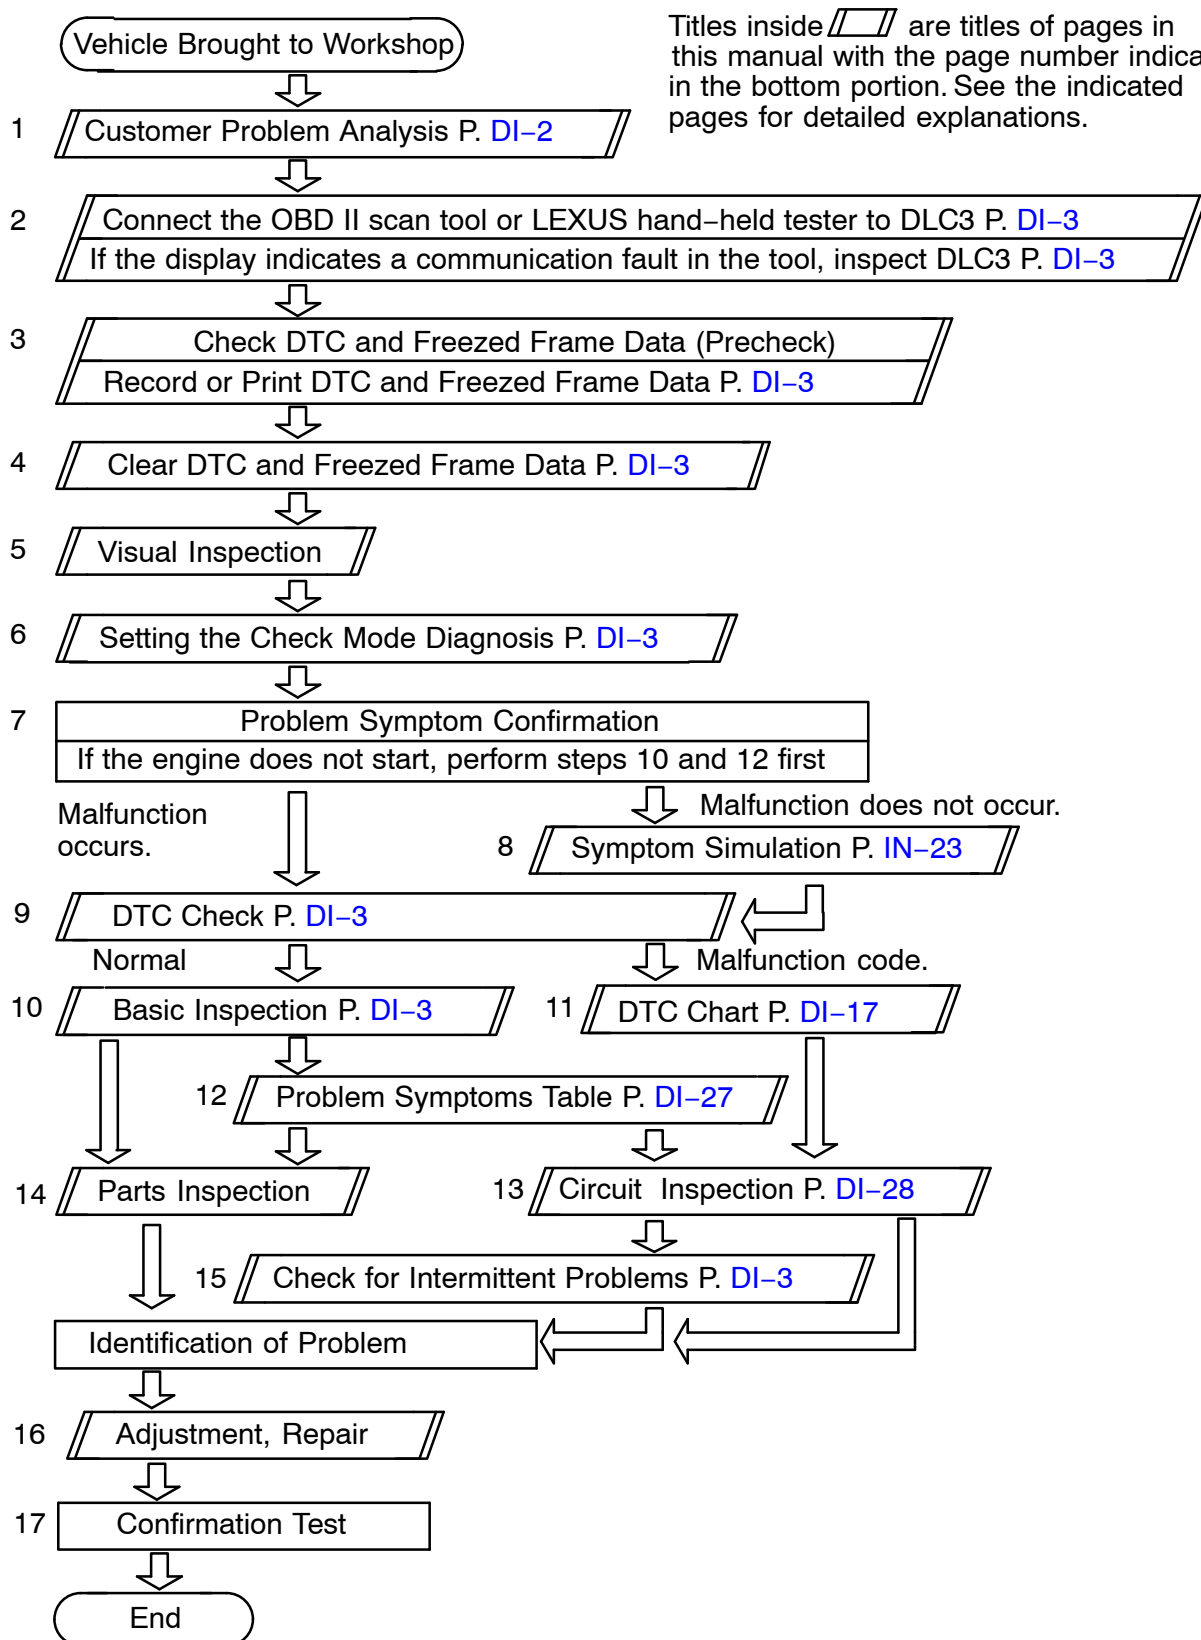 Vehicle Brought to Workshop
Titles inside are titles of pages in
this manual with the page number indica
in the bottom portion. See the indicated
pages for detailed explanations.
1 Customer Problem Analysis P. DI–2
2 Connect the OBD II scan tool or LEXUS hand–held tester to DLC3 P. DI–3
If the display indicates a communication fault in the tool, inspect DLC3 P. DI–3
3 Check DTC and Freezed Frame Data (Precheck)
Record or Print DTC and Freezed Frame Data P. DI–3
4 Clear DTC and Freezed Frame Data P. DI–3
5 Visual Inspection
6 Setting the Check Mode Diagnosis P. DI–3
7 Problem Symptom Confirmation
If the engine does not start, perform steps 10 and 12 first
Malfunction
occurs.
Malfunction does not occur.
8 Symptom Simulation P. IN–23
9 DTC Check P. DI–3
Normal
Malfunction code.
10 Basic Inspection P. DI–3
11 DTC Chart P. DI–17
12 Problem Symptoms Table P. DI–27
14 Parts Inspection
13 Circuit Inspection P. DI–28
15 Check for Intermittent Problems P. DI–3
Identification of Problem
16 Adjustment, Repair
17 Confirmation Test
End